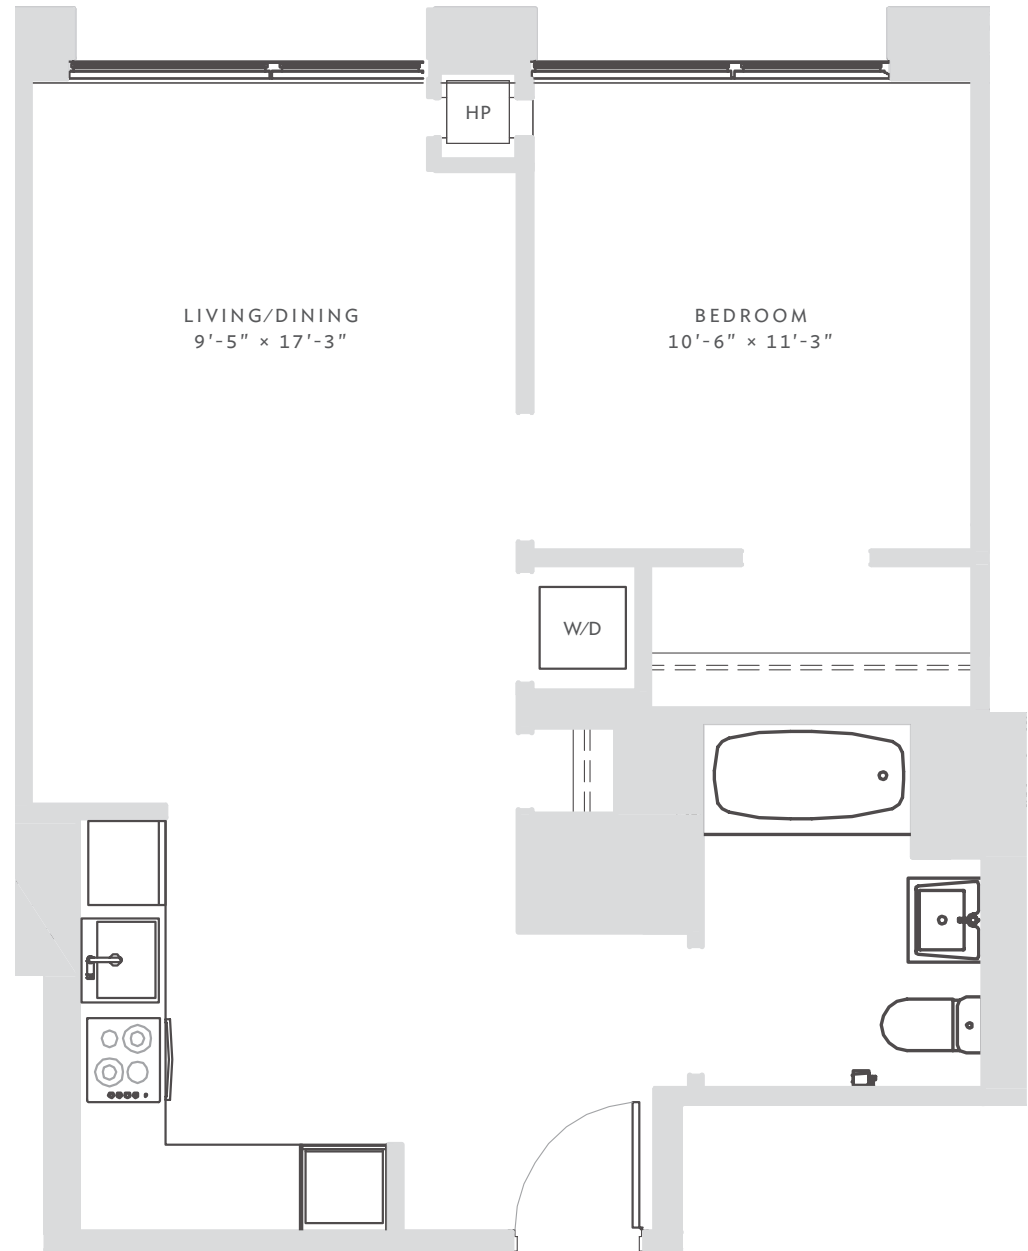 HP
LIVING/DINING
9'-5" × 17'-3"
BEDROOM
10'-6" × 11'-3"
W/D